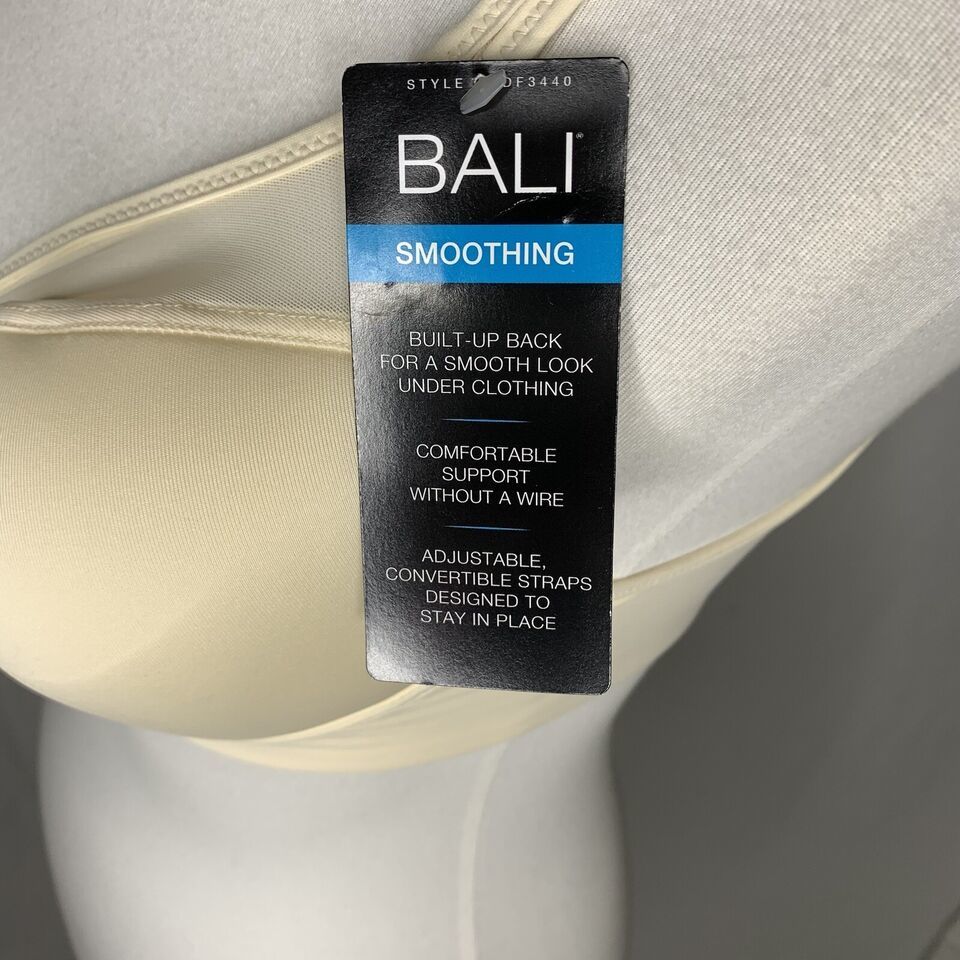 STYLE DF3440
BALI®
SMOOTHING
BUILT-UP BACK
FOR A SMOOTH LOOK
UNDER CLOTHING
COMFORTABLE
SUPPORT
WITHOUT A WIRE
ADJUSTABLE,
CONVERTIBLE STRAPS
DESIGNED TO
STAY IN PLACE